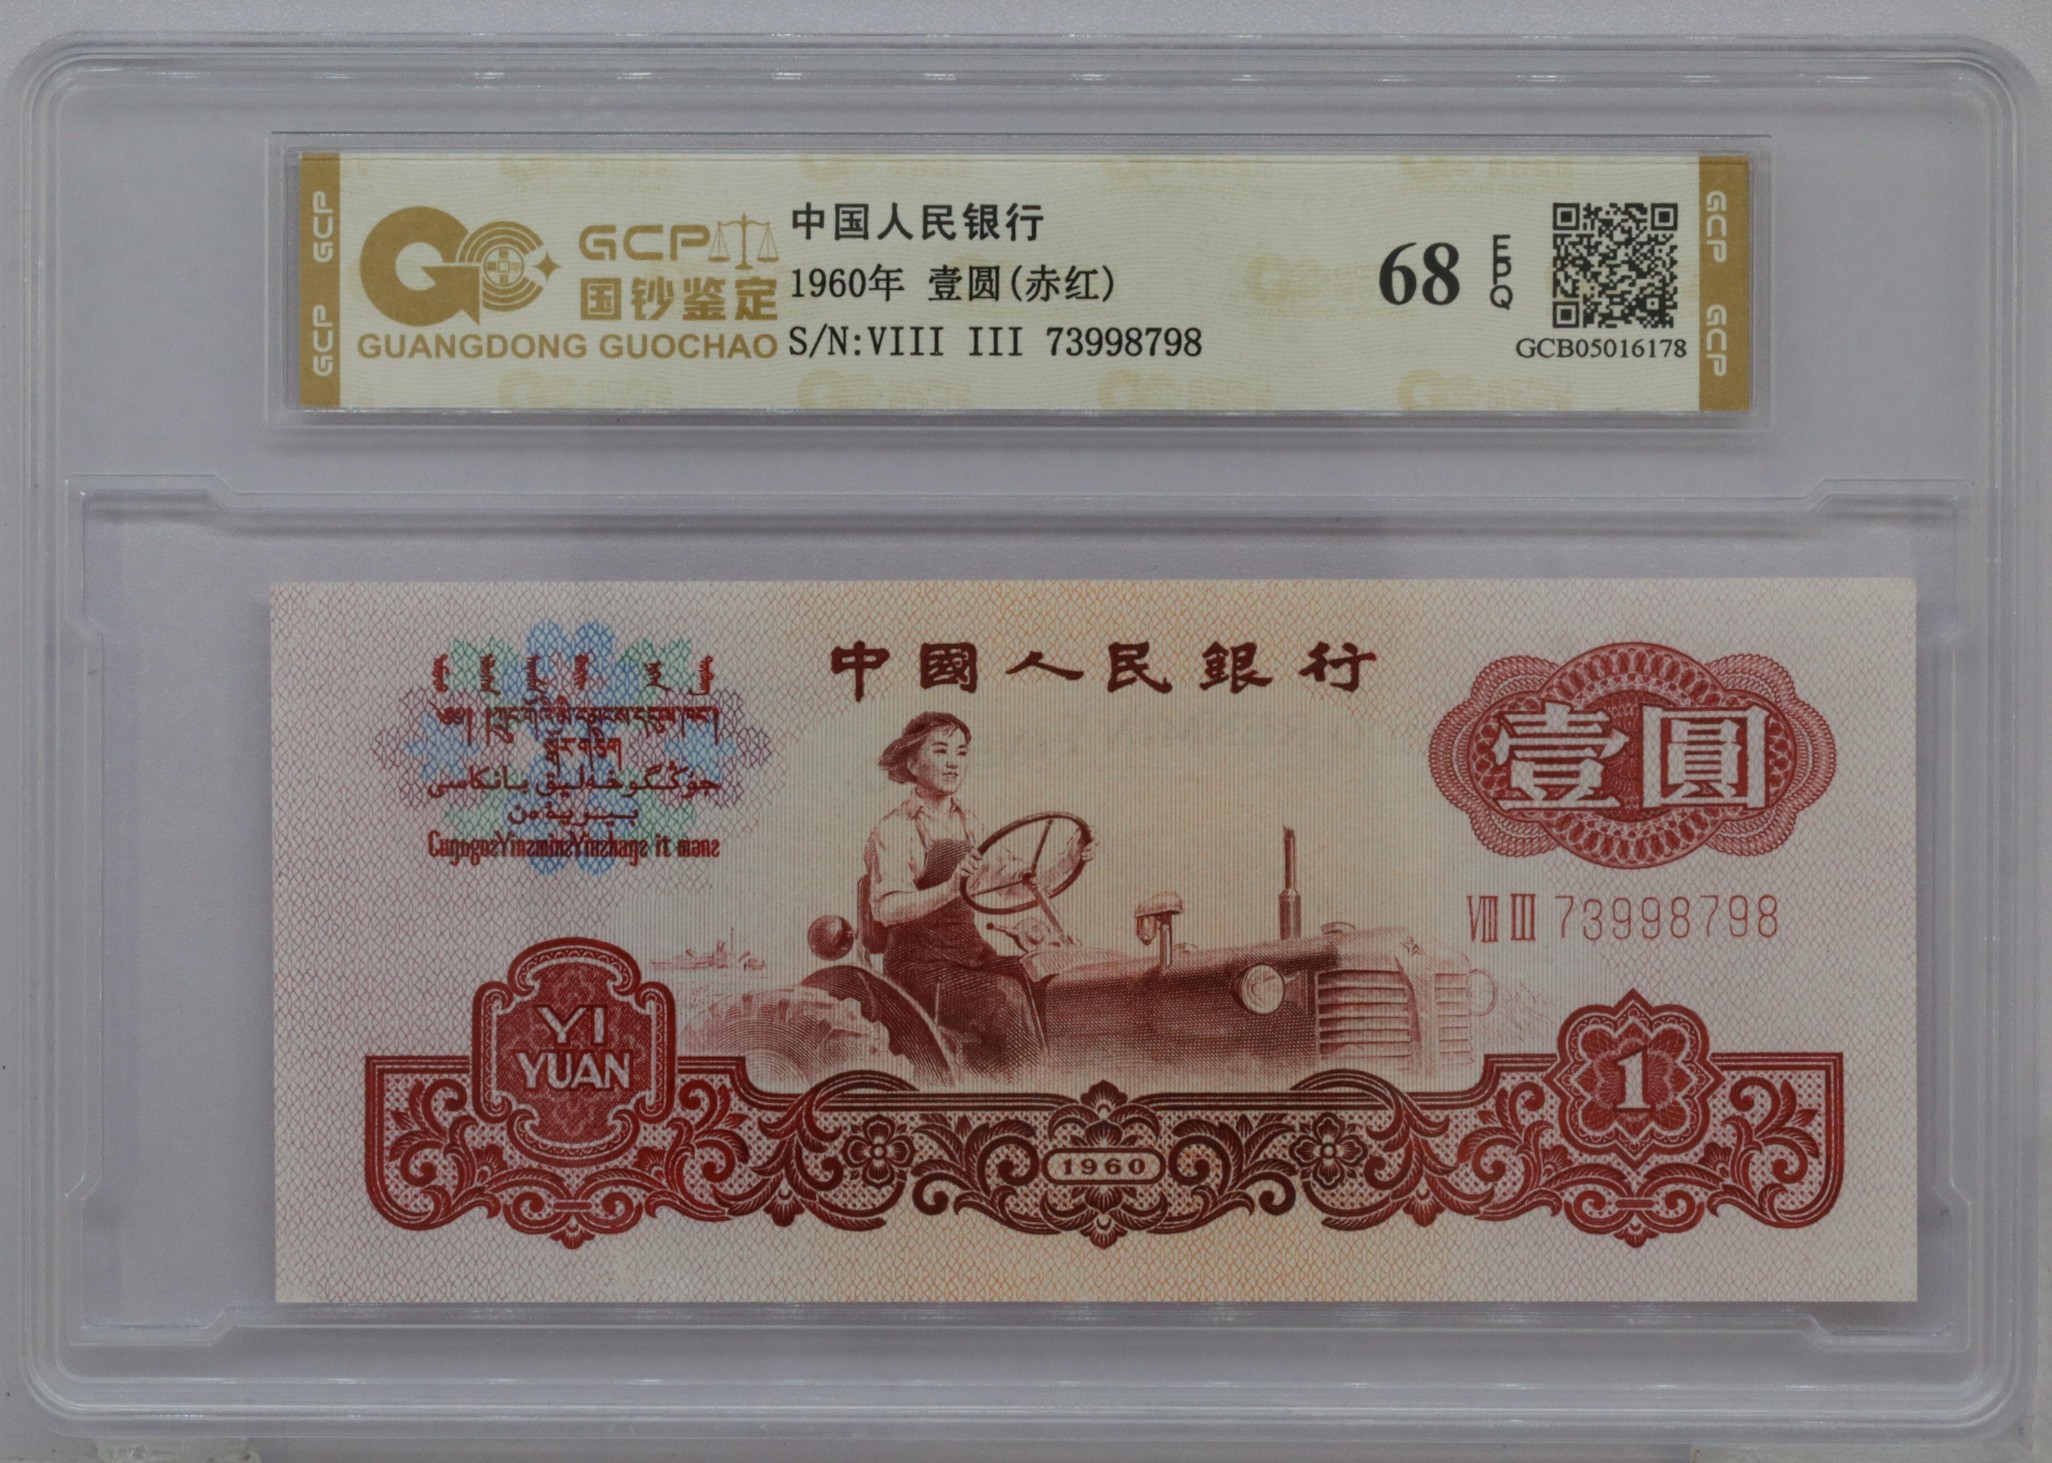 GCP
GCP
GCP
国钞鉴定
GUANGDONG GUOCHAO
中国人民银行
1960年 壹圆(赤红)
S/N:VIII III 73998798
68 EPQ
GCB05016178
GCP
GCP
中國人民銀行
壹圓
VIII III 73998798
YI
YUAN
1
1960